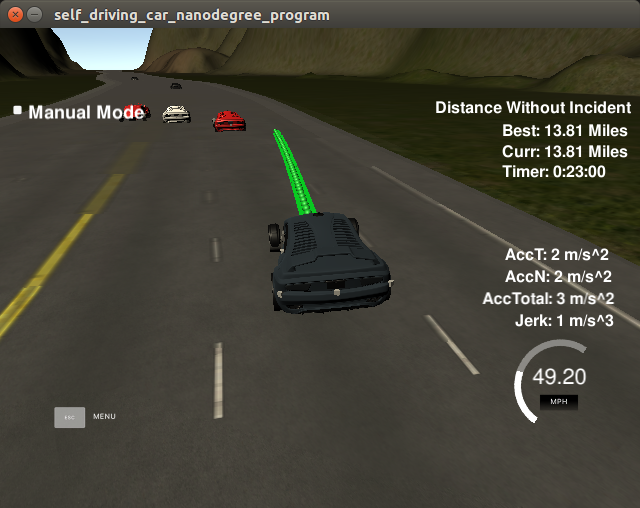 self_driving_car_nanodegree_program
Manual Mode
Distance Without Incident
Best: 13.81 Miles
Curr: 13.81 Miles
Timer: 0:23:00
AccT: 2 m/s^2
AccN: 2 m/s^2
AccTotal: 3 m/s^2
Jerk: 1 m/s^3
49.20
MPH
ESC MENU